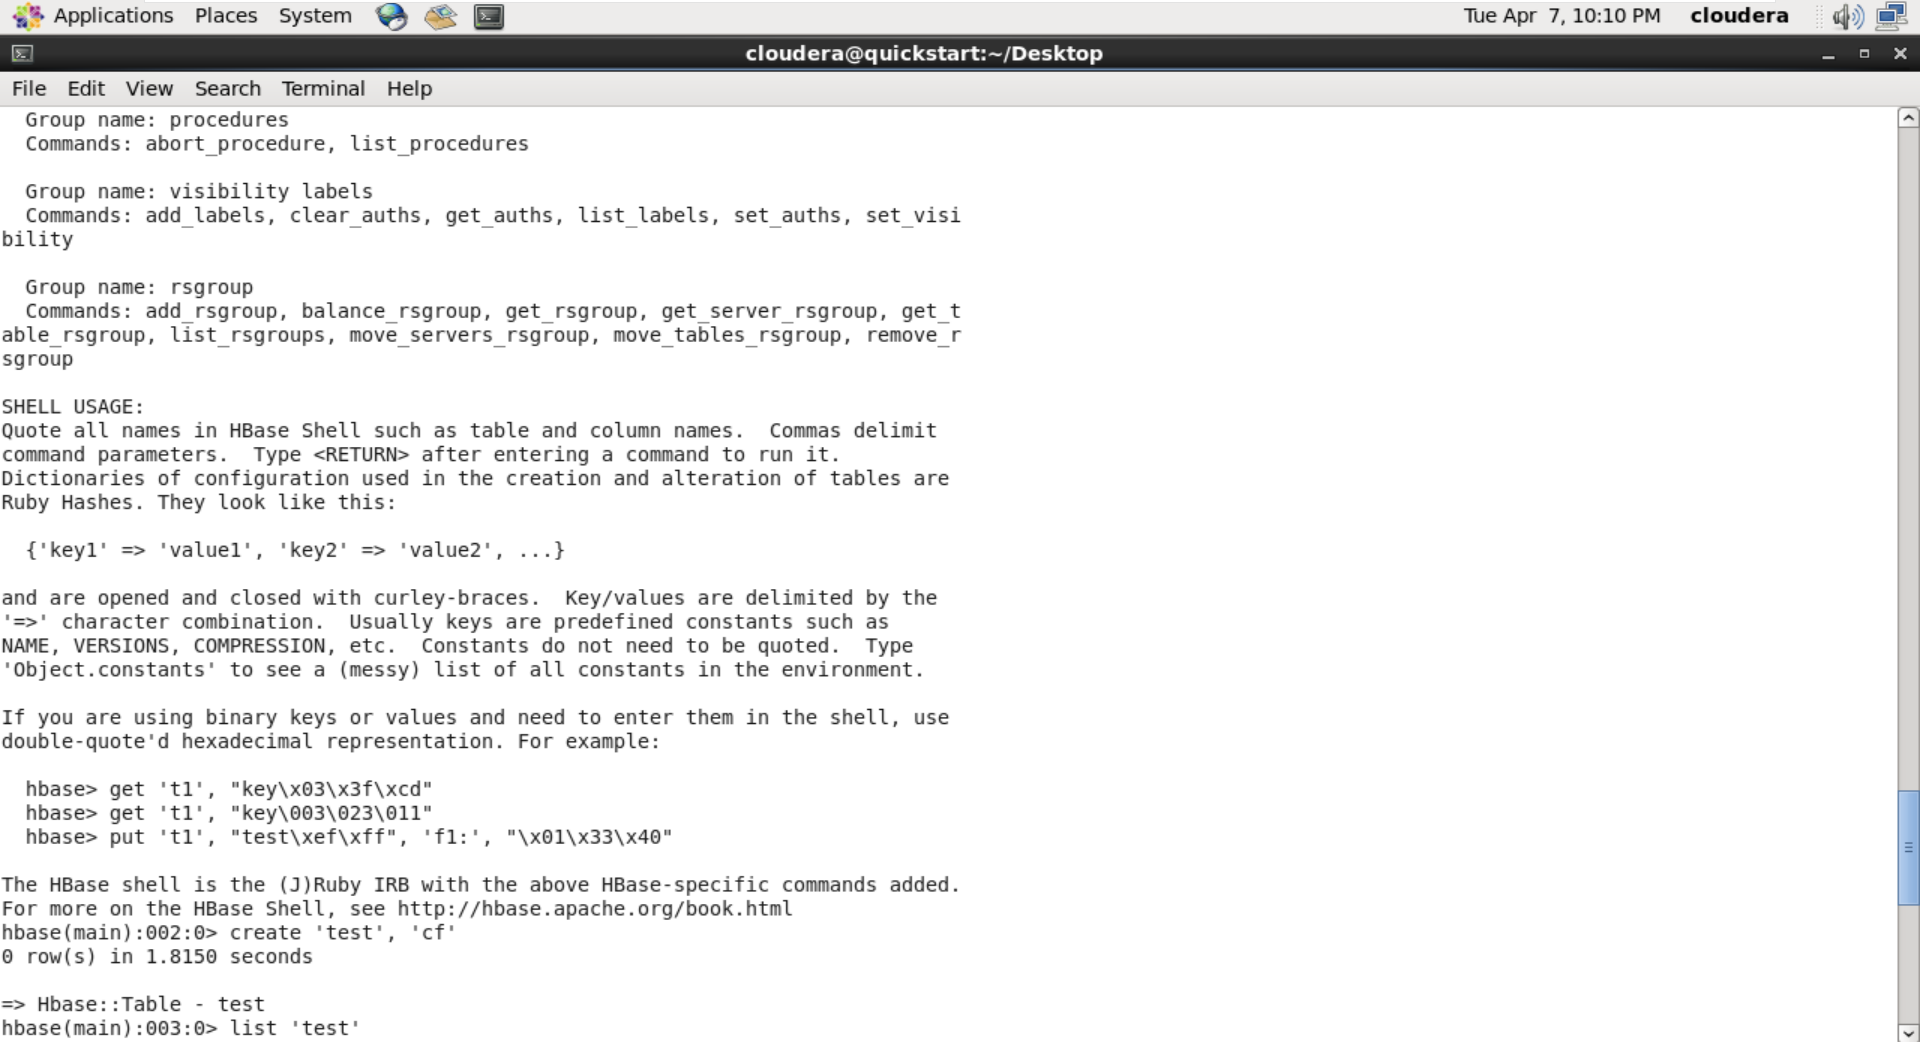 Applications Places System Tue Apr 7, 10:10 PM cloudera
cloudera@quickstart:~/Desktop
File Edit View Search Terminal Help
  Group name: procedures
  Commands: abort_procedure, list_procedures

  Group name: visibility labels
  Commands: add_labels, clear_auths, get_auths, list_labels, set_auths, set_visi
bility

  Group name: rsgroup
  Commands: add_rsgroup, balance_rsgroup, get_rsgroup, get_server_rsgroup, get_t
able_rsgroup, list_rsgroups, move_servers_rsgroup, move_tables_rsgroup, remove_r
sgroup

SHELL USAGE:
Quote all names in HBase Shell such as table and column names.  Commas delimit
command parameters.  Type <RETURN> after entering a command to run it.
Dictionaries of configuration used in the creation and alteration of tables are
Ruby Hashes. They look like this:

  {'key1' => 'value1', 'key2' => 'value2', ...}

and are opened and closed with curley-braces.  Key/values are delimited by the
'=>' character combination.  Usually keys are predefined constants such as
NAME, VERSIONS, COMPRESSION, etc.  Constants do not need to be quoted.  Type
'Object.constants' to see a (messy) list of all constants in the environment.

If you are using binary keys or values and need to enter them in the shell, use
double-quote'd hexadecimal representation. For example:

  hbase> get 't1', "key\x03\x3f\xcd"
  hbase> get 't1', "key\003\023\011"
  hbase> put 't1', "test\xef\xff", 'f1:', "\x01\x33\x40"

The HBase shell is the (J)Ruby IRB with the above HBase-specific commands added.
For more on the HBase Shell, see http://hbase.apache.org/book.html
hbase(main):002:0> create 'test', 'cf'
0 row(s) in 1.8150 seconds

=> Hbase::Table - test
hbase(main):003:0> list 'test'